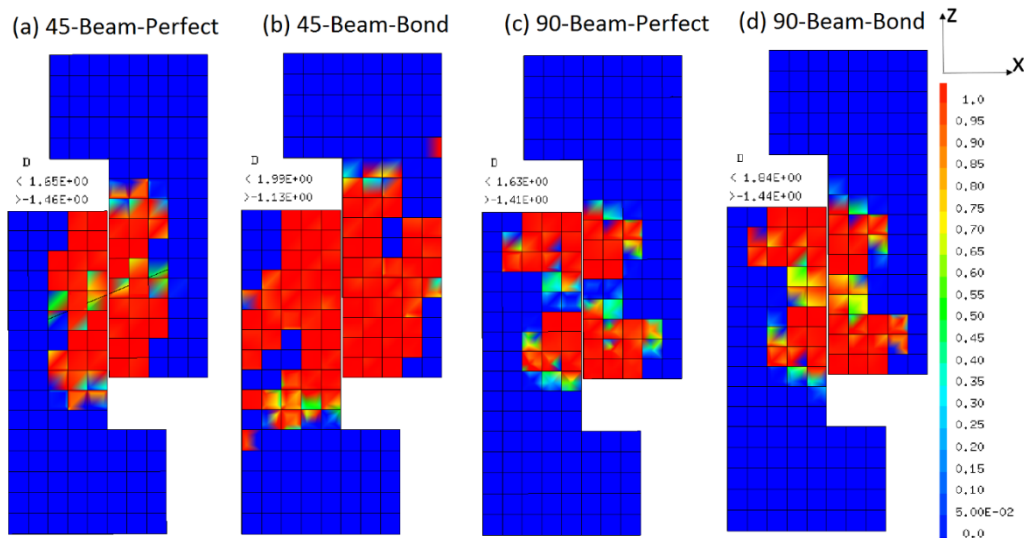 (a) 45-Beam-Perfect
(b) 45-Beam-Bond
(c) 90-Beam-Perfect
(d) 90-Beam-Bond
Z
X
D
< 1.65E+00
>-1.46E+00
D
< 1.99E+00
>-1.13E+00
D
< 1.63E+00
>-1.41E+00
D
< 1.84E+00
>-1.44E+00
1.0
0.95
0.90
0.85
0.80
0.75
0.70
0.65
0.60
0.55
0.50
0.45
0.40
0.35
0.30
0.25
0.20
0.15
0.10
5.00E-02
0.0